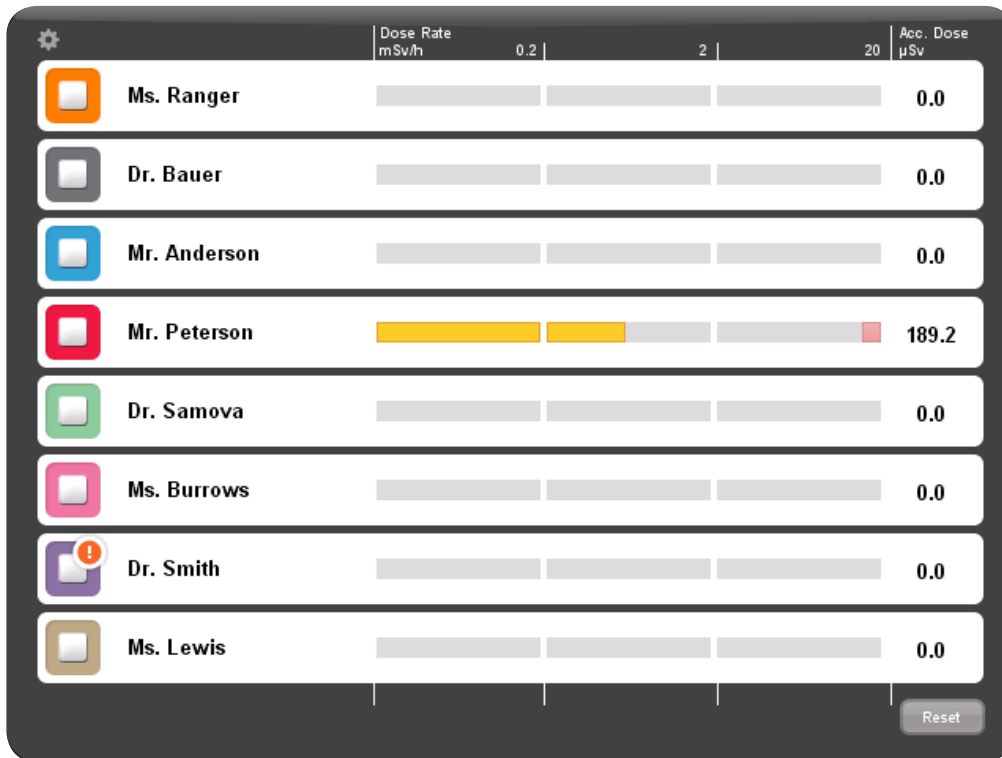 Dose Rate
mSv/h 0.2 2 20
Acc. Dose
µSv
Ms. Ranger 0.0
Dr. Bauer 0.0
Mr. Anderson 0.0
Mr. Peterson 189.2
Dr. Samova 0.0
Ms. Burrows 0.0
! Dr. Smith 0.0
Ms. Lewis 0.0
Reset